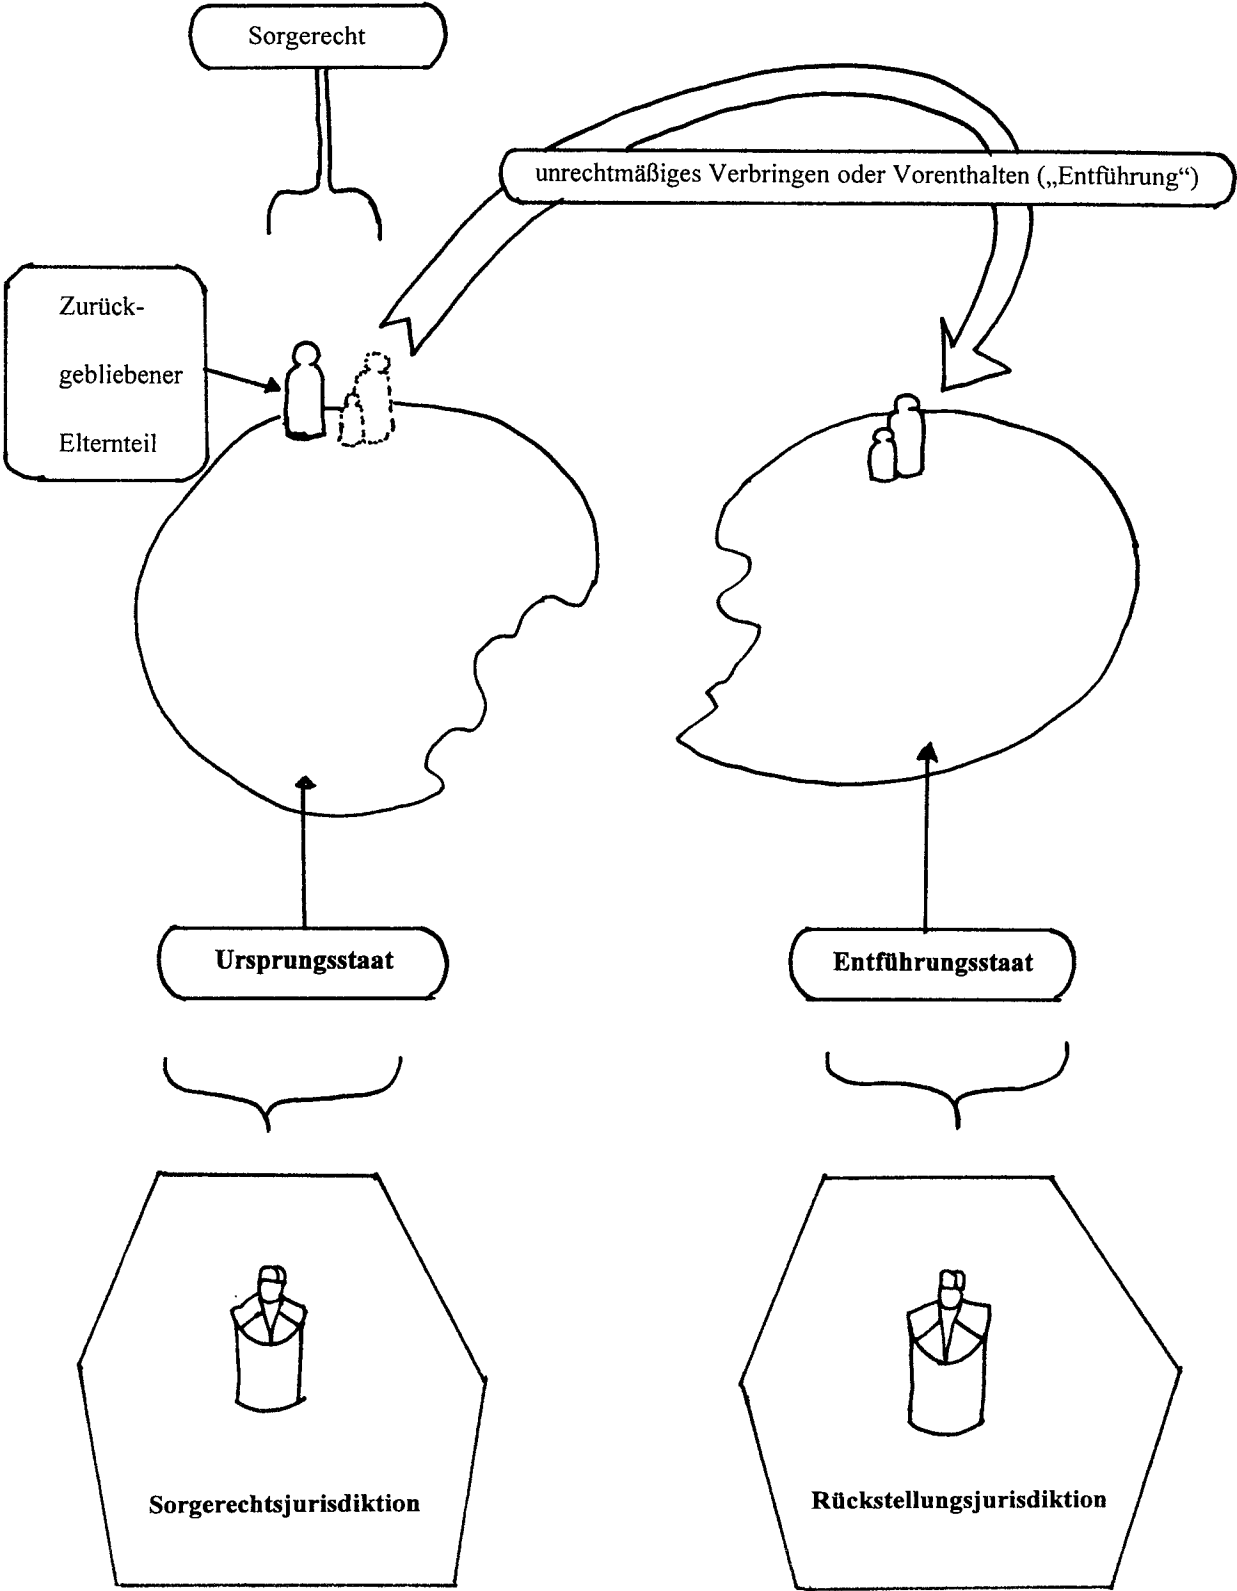 Sorgerecht
unrechtmäßiges Verbringen oder Vorenthalten („Entführung“)
Zurück-
gebliebener
Elternteil
Ursprungsstaat
Entführungsstaat
Sorgerechtsjurisdiktion
Rückstellungsjurisdiktion